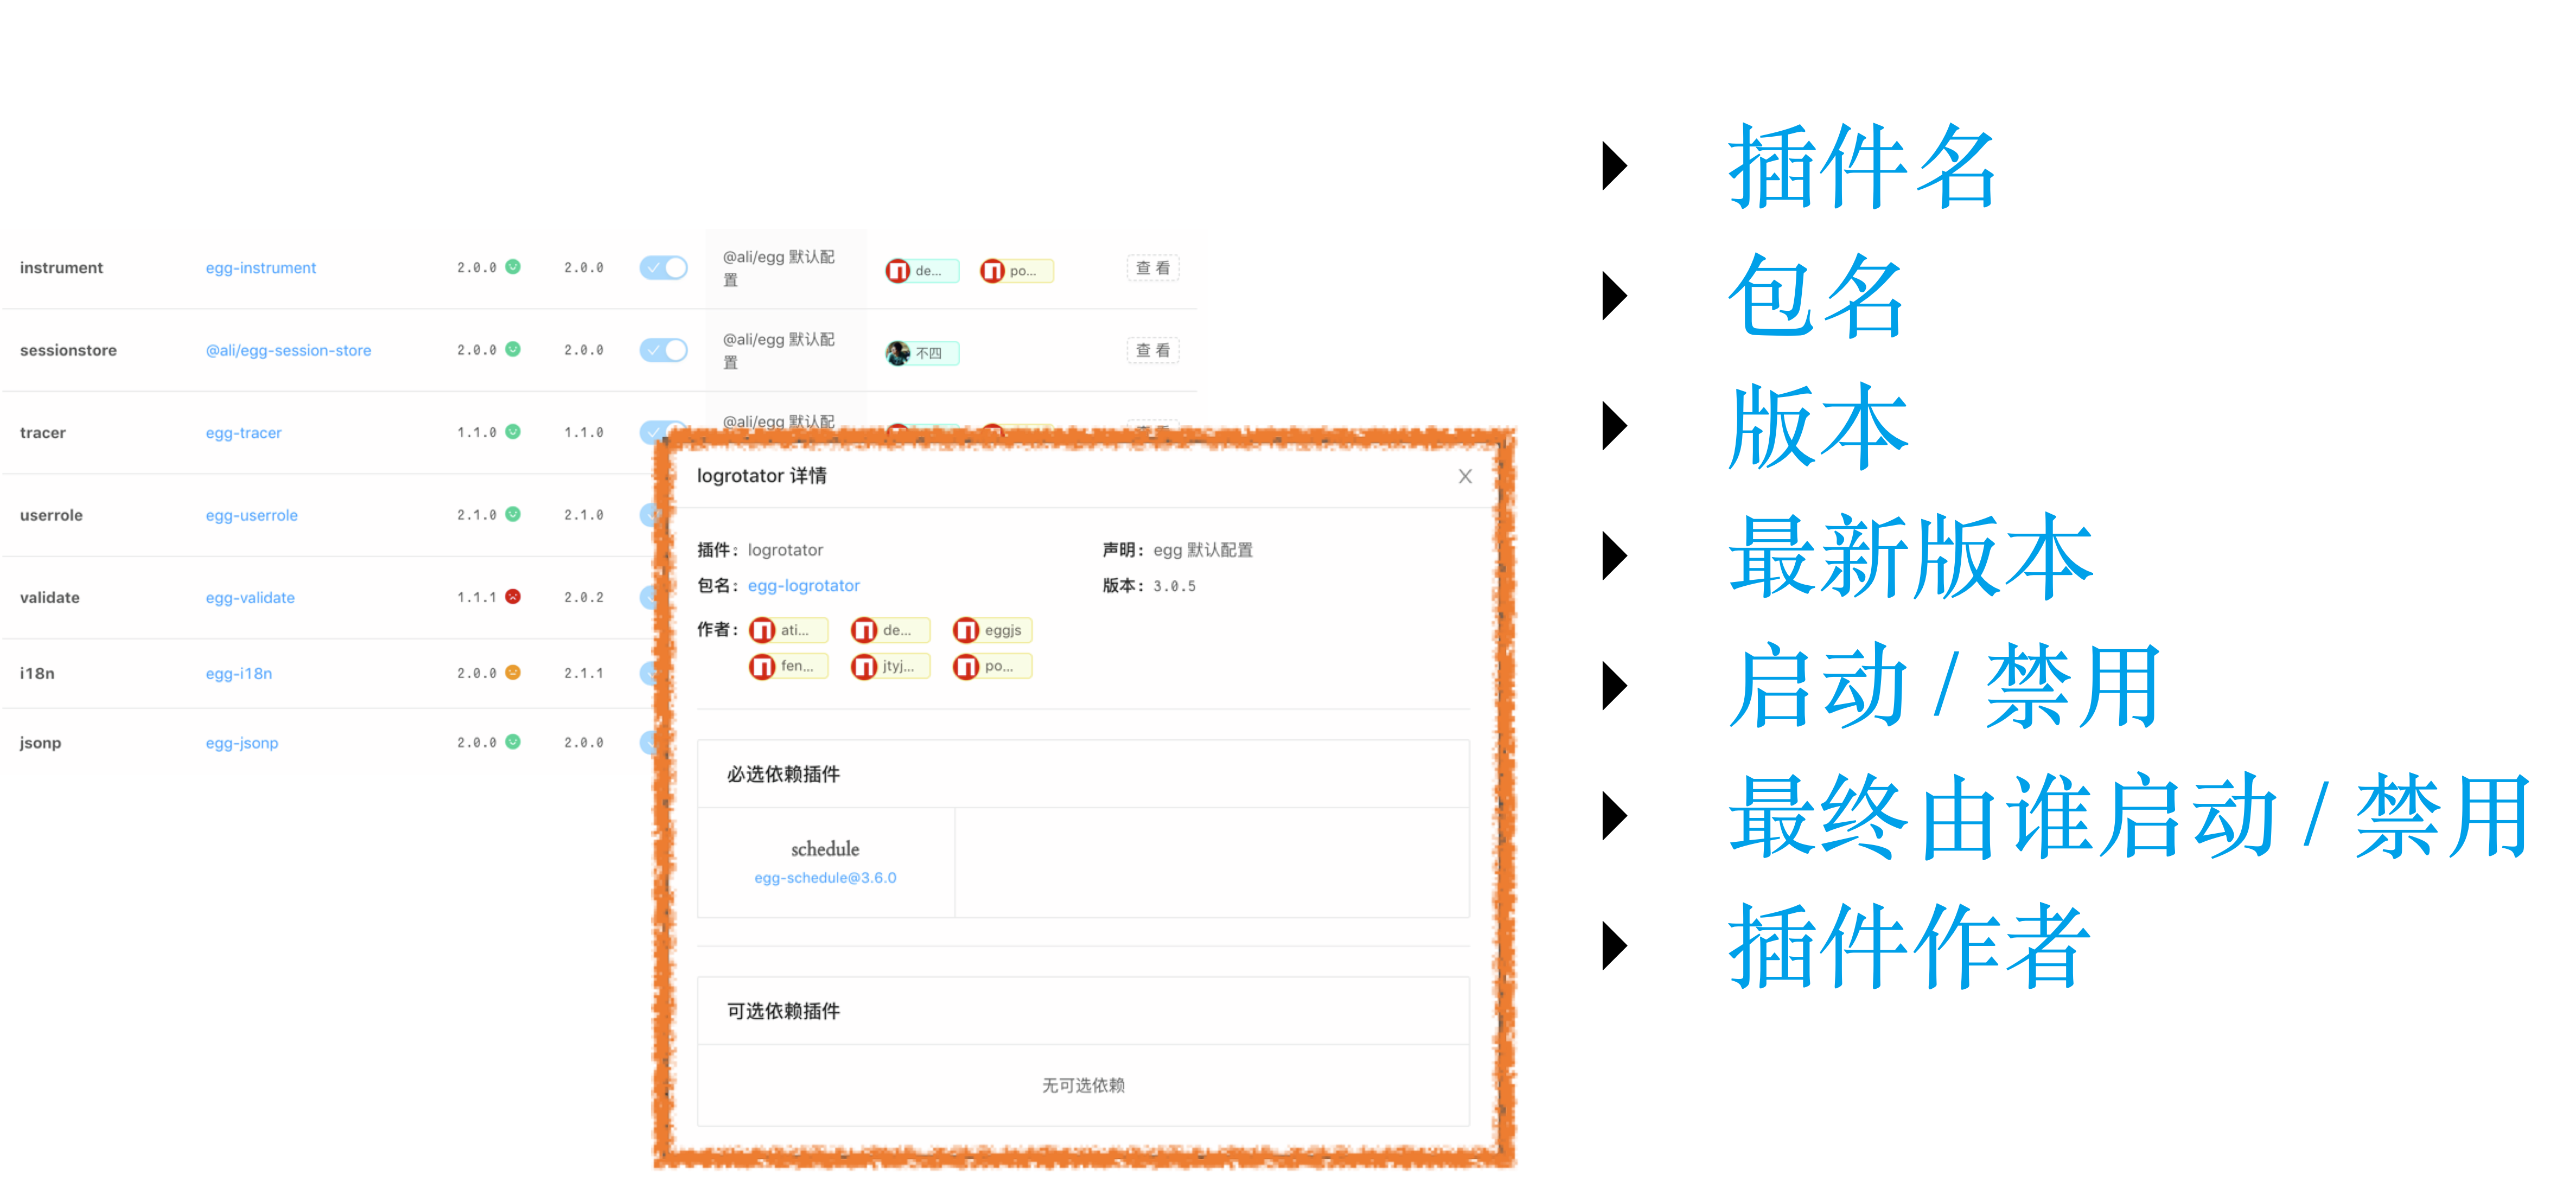 instrument egg-instrument 2.0.0 2.0.0 @ali/egg 默认配 de... po... 查 看
置
sessionstore @ali/egg-session-store 2.0.0 2.0.0 @ali/egg 默认配 不四 查 看
置
tracer egg-tracer 1.1.0 1.1.0 @ali/egg 默认配
userrole egg-userrole 2.1.0 2.1.0
validate egg-validate 1.1.1 2.0.2
i18n egg-i18n 2.0.0 2.1.1
jsonp egg-jsonp 2.0.0 2.0.0
logrotator 详情 X
插件： logrotator 声明： egg 默认配置
包名： egg-logrotator 版本： 3.0.5
作者： ati... de... eggjs
fen... jtyj... po...
必选依赖插件
schedule
egg-schedule@3.6.0
可选依赖插件
无可选依赖
插件名
包名
版本
最新版本
启动 / 禁用
最终由谁启动 / 禁用
插件作者